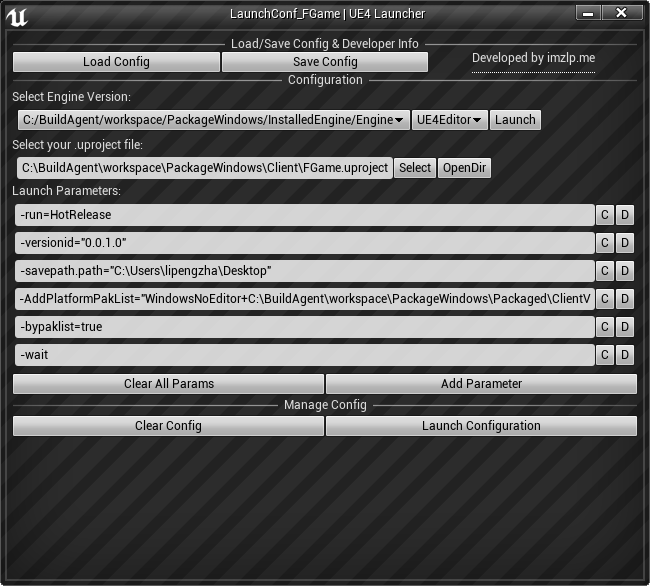 LaunchConf_FGame | UE4 Launcher
Load/Save Config & Developer Info
Load Config Save Config Developed by imzlp.me
Configuration
Select Engine Version:
C:/BuildAgent/workspace/PackageWindows/InstalledEngine/Engine UE4Editor Launch
Select your .uproject file:
C:\BuildAgent\workspace\PackageWindows\Client\FGame.uproject Select OpenDir
Launch Parameters:
-run=HotRelease C D
-versionid="0.0.1.0" C D
-savepath.path="C:\Users\lipengzha\Desktop" C D
-AddPlatformPakList="WindowsNoEditor+C:\BuildAgent\workspace\PackageWindows\Packaged\ClientV C D
-bypaklist=true C D
-wait C D
Clear All Params Add Parameter
Manage Config
Clear Config Launch Configuration